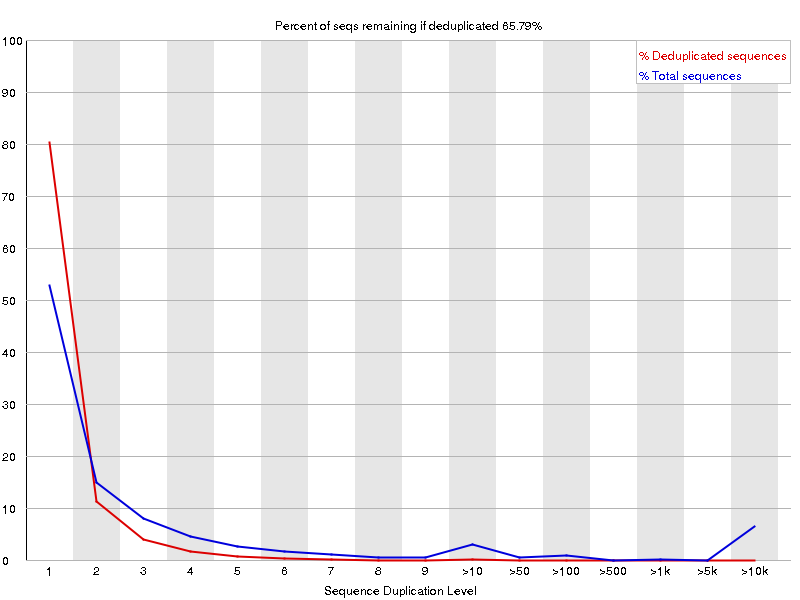 Percent of seqs remaining if deduplicated 65.79%
% Deduplicated sequences
% Total sequences
100
90
80
70
60
50
40
30
20
10
0
1 2 3 4 5 6 7 8 9 >10 >50 >100 >500 >1k >5k >10k
Sequence Duplication Level